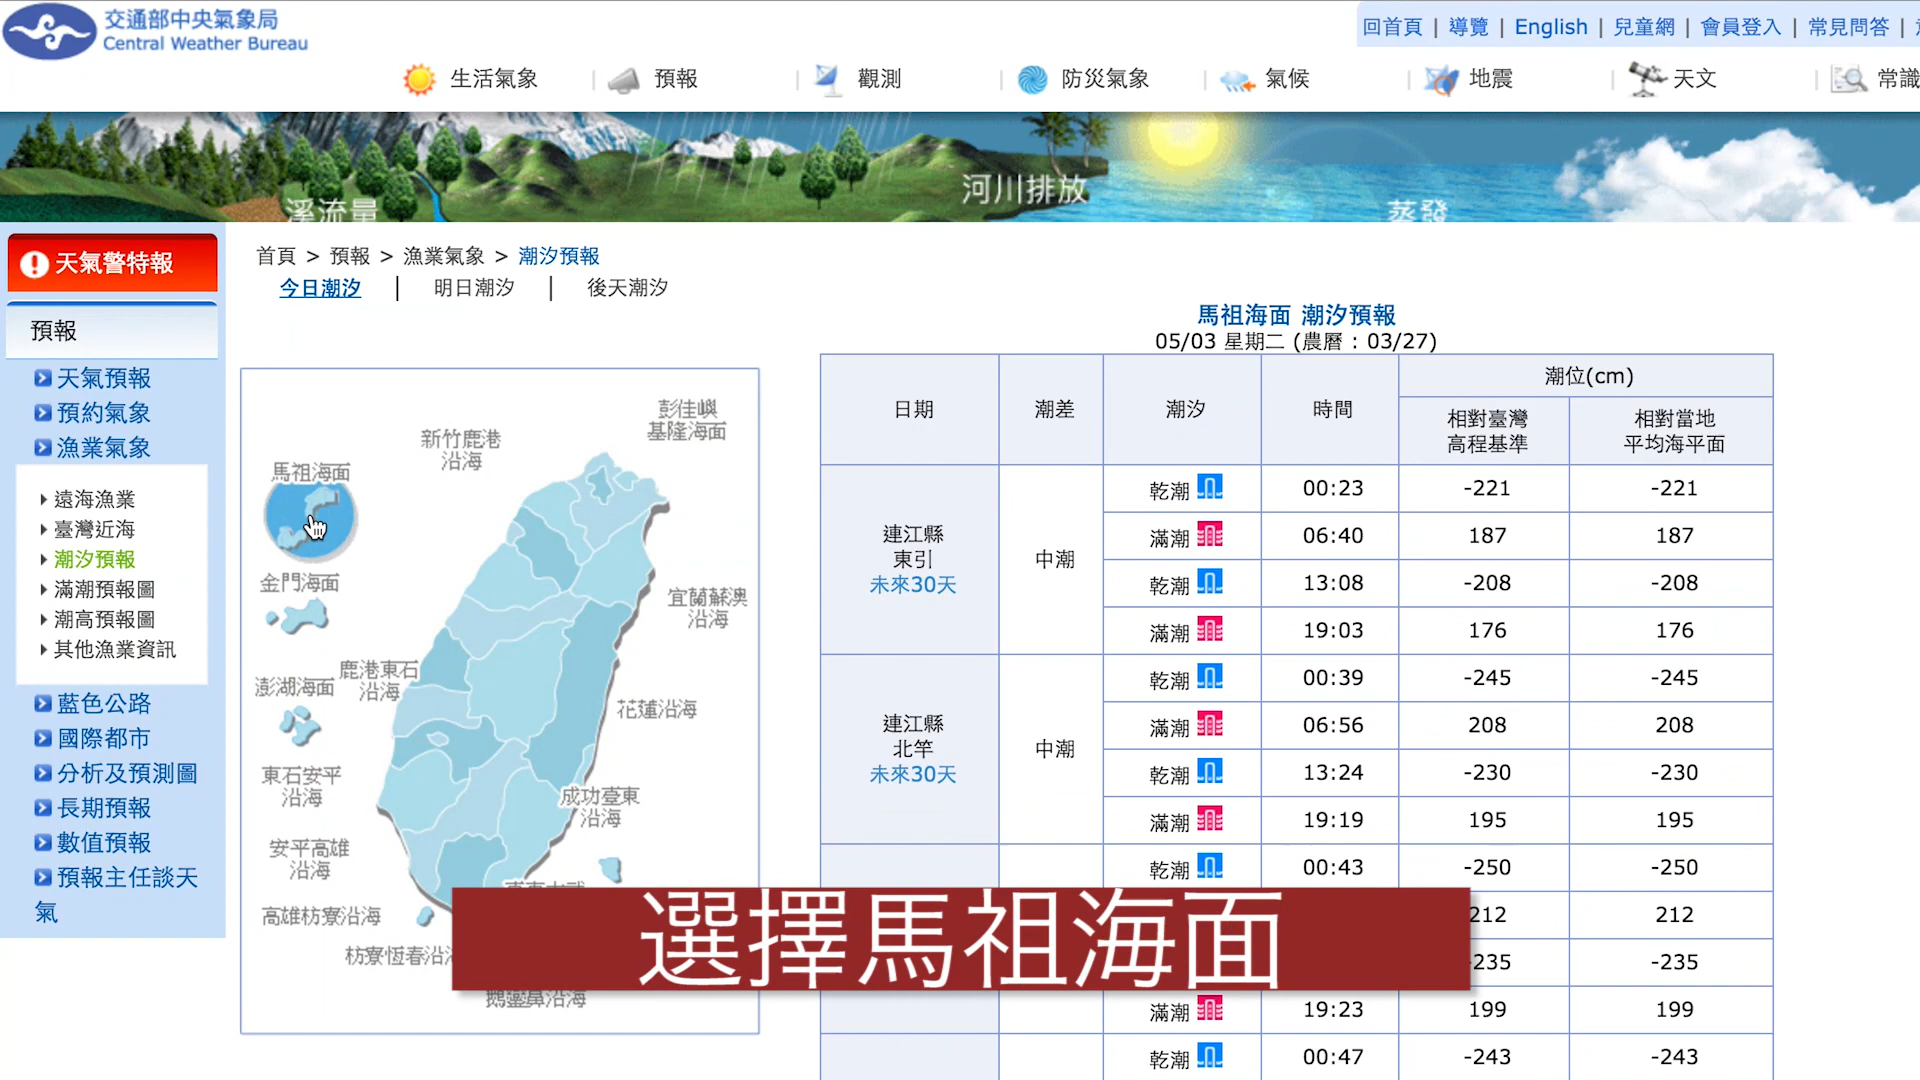 交通部中央氣象局
Central Weather Bureau
回首頁 | 導覽 | English | 兒童網 | 會員登入 | 常見問答 |
生活氣象 | 預報 | 觀測 | 防災氣象 | 氣候 | 地震 | 天文 | 常識
溪流量
河川排放
蒸發
天氣警特報
預報
天氣預報
預約氣象
漁業氣象
遠海漁業
臺灣近海
潮汐預報
滿潮預報圖
潮高預報圖
其他漁業資訊
藍色公路
國際都市
分析及預測圖
長期預報
數值預報
預報主任談天
氣
首頁 > 預報 > 漁業氣象 > 潮汐預報
今日潮汐 | 明日潮汐 | 後天潮汐
彭佳嶼
基隆海面
新竹鹿港
沿海
馬祖海面
金門海面
宜蘭蘇澳
沿海
鹿港東石
沿海
澎湖海面
花蓮沿海
東石安平
沿海
成功臺東
沿海
安平高雄
沿海
高雄枋寮沿海
枋寮恆春沿
鵝鑾鼻沿海
馬祖海面 潮汐預報
05/03 星期二 (農曆：03/27)
日期 潮差 潮汐 時間 潮位(cm)
相對臺灣
高程基準
相對當地
平均海平面
連江縣
東引
未來30天
中潮
乾潮 00:23 -221 -221
滿潮 06:40 187 187
乾潮 13:08 -208 -208
滿潮 19:03 176 176
連江縣
北竿
未來30天
中潮
乾潮 00:39 -245 -245
滿潮 06:56 208 208
乾潮 13:24 -230 -230
滿潮 19:19 195 195
乾潮 00:43 -250 -250
212 212
235 -235
滿潮 19:23 199 199
乾潮 00:47 -243 -243
選擇馬祖海面